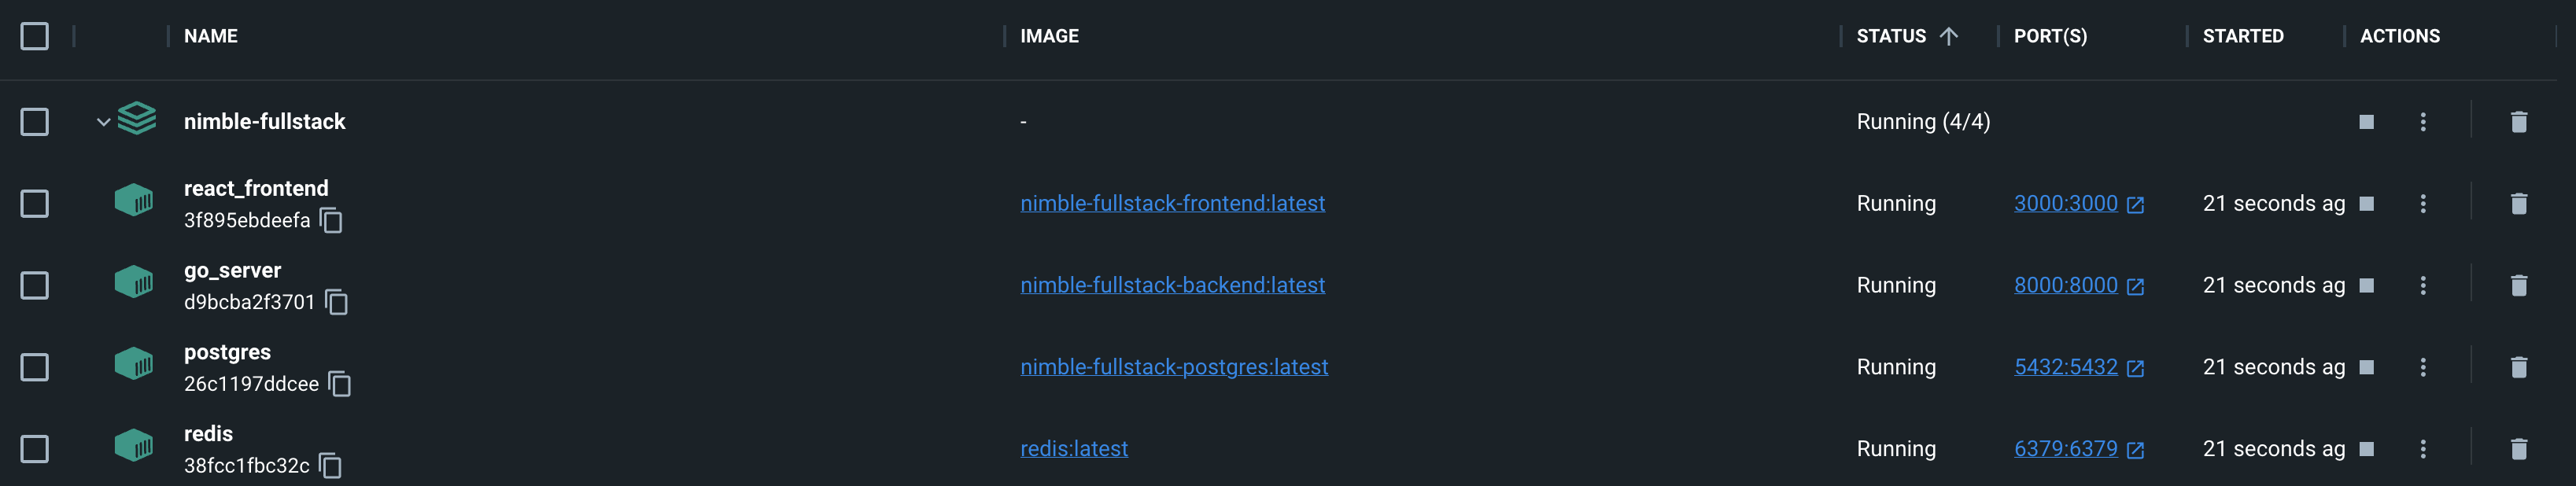 NAME IMAGE STATUS PORT(S) STARTED ACTIONS
nimble-fullstack - Running (4/4)
react_frontend
3f895ebdeefa nimble-fullstack-frontend:latest Running 3000:3000 21 seconds ag
go_server
d9bcba2f3701 nimble-fullstack-backend:latest Running 8000:8000 21 seconds ag
postgres
26c1197ddcee nimble-fullstack-postgres:latest Running 5432:5432 21 seconds ag
redis
38fcc1fbc32c redis:latest Running 6379:6379 21 seconds ag